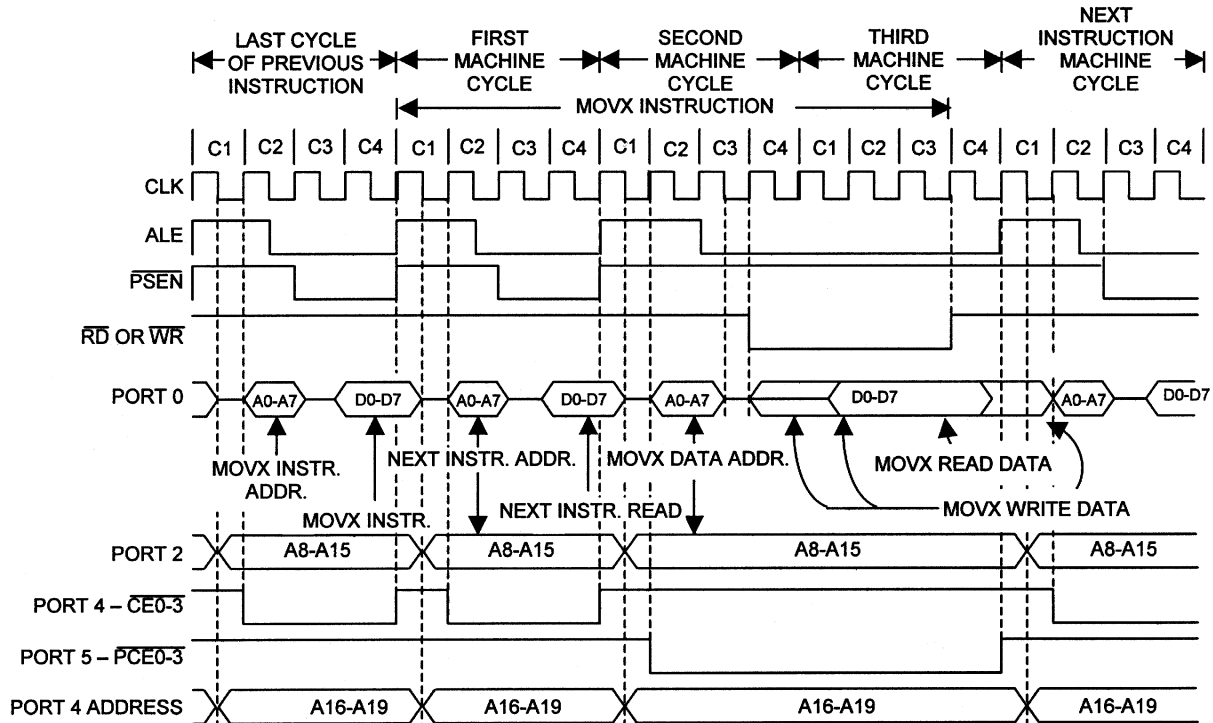 LAST CYCLE OF PREVIOUS INSTRUCTION
FIRST MACHINE CYCLE
SECOND MACHINE CYCLE
THIRD MACHINE CYCLE
NEXT INSTRUCTION MACHINE CYCLE
MOVX INSTRUCTION
C1 C2 C3 C4 C1 C2 C3 C4 C1 C2 C3 C4 C1 C2 C3 C4 C1 C2 C3 C4
CLK
ALE
PSEN
RD OR WR
PORT 0 A0-A7 D0-D7 A0-A7 D0-D7 A0-A7 D0-D7 A0-A7 D0-D7
MOVX INSTR. ADDR.
NEXT INSTR. ADDR.
MOVX DATA ADDR.
MOVX READ DATA
MOVX INSTR.
NEXT INSTR. READ
MOVX WRITE DATA
PORT 2 A8-A15 A8-A15 A8-A15 A8-A15
PORT 4 – CE0-3
PORT 5 – PCE0-3
PORT 4 ADDRESS A16-A19 A16-A19 A16-A19 A16-A19